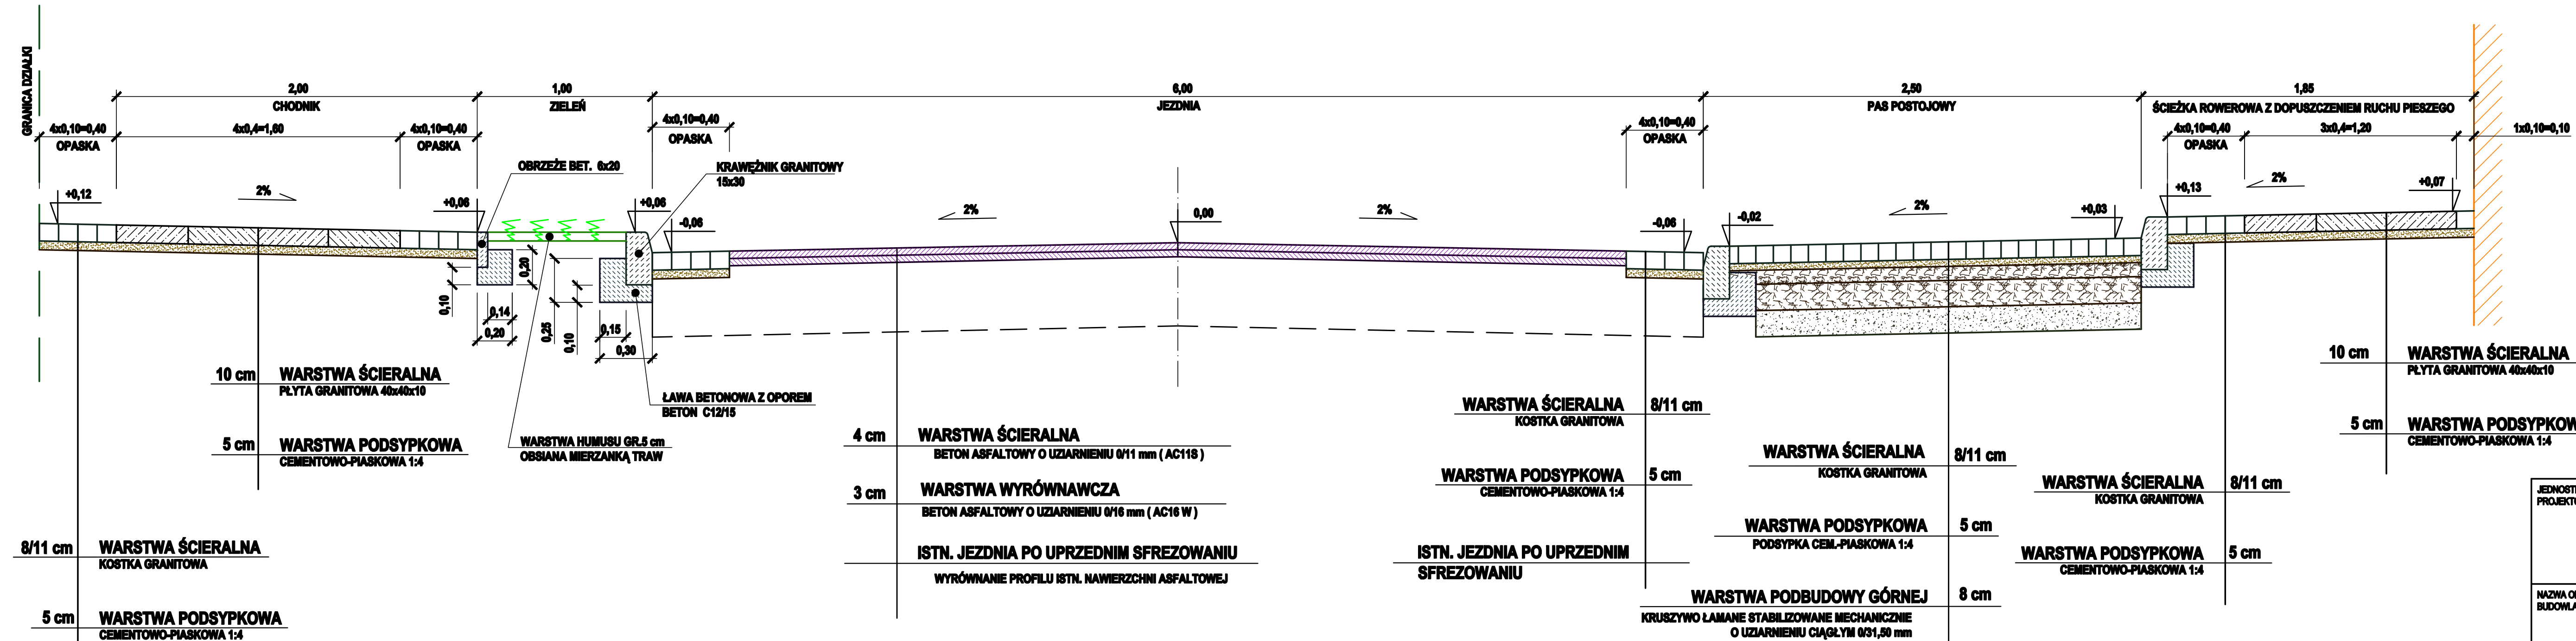 GRANICA DZIAŁKI
2,00
CHODNIK
1,00
ZIELEŃ
6,00
JEZDNIA
2,50
PAS POSTOJOWY
1,85
ŚCIEŻKA ROWEROWA Z DOPUSZCZENIEM RUCHU PIESZEGO
4x0,10=0,40
OPASKA
4x0,4=1,60
4x0,10=0,40
OPASKA
4x0,10=0,40
OPASKA
4x0,10=0,40
OPASKA
4x0,10=0,40
OPASKA
3x0,4=1,20
1x0,10=0,10
OBRZEŻE BET. 6x20
KRAWĘŻNIK GRANITOWY
15x30
+0,12
2%
+0,06
+0,06
-0,06
2%
0,00
2%
-0,06
-0,02
2%
+0,03
+0,13
2%
+0,07
0,10
0,20
0,14
0,20
0,25
0,10
0,15
0,30
10 cm
WARSTWA ŚCIERALNA
PŁYTA GRANITOWA 40x40x10
5 cm
WARSTWA PODSYPKOWA
CEMENTOWO-PIASKOWA 1:4
8/11 cm
WARSTWA ŚCIERALNA
KOSTKA GRANITOWA
5 cm
WARSTWA PODSYPKOWA
CEMENTOWO-PIASKOWA 1:4
WARSTWA HUMUSU GR.5 cm
OBSIANA MIERZANKĄ TRAW
ŁAWA BETONOWA Z OPOREM
BETON C12/15
4 cm
WARSTWA ŚCIERALNA
BETON ASFALTOWY O UZIARNIENIU 0/11 mm ( AC11S )
3 cm
WARSTWA WYRÓWNAWCZA
BETON ASFALTOWY O UZIARNIENIU 0/16 mm ( AC16 W )
ISTN. JEZDNIA PO UPRZEDNIM SFREZOWANIU
WYRÓWNANIE PROFILU ISTN. NAWIERZCHNI ASFALTOWEJ
WARSTWA ŚCIERALNA
8/11 cm
KOSTKA GRANITOWA
WARSTWA PODSYPKOWA
5 cm
CEMENTOWO-PIASKOWA 1:4
ISTN. JEZDNIA PO UPRZEDNIM
SFREZOWANIU
WARSTWA ŚCIERALNA
8/11 cm
KOSTKA GRANITOWA
WARSTWA PODSYPKOWA
5 cm
PODSYPKA CEM.-PIASKOWA 1:4
WARSTWA PODBUDOWY GÓRNEJ
8 cm
KRUSZYWO ŁAMANE STABILIZOWANE MECHANICZNIE
O UZIARNIENIU CIĄGŁYM 0/31,50 mm
WARSTWA ŚCIERALNA
8/11 cm
KOSTKA GRANITOWA
WARSTWA PODSYPKOWA
5 cm
CEMENTOWO-PIASKOWA 1:4
10 cm
WARSTWA ŚCIERALNA
PŁYTA GRANITOWA 40x40x10
5 cm
WARSTWA PODSYPKOW
CEMENTOWO-PIASKOWA 1:4
NAZWA